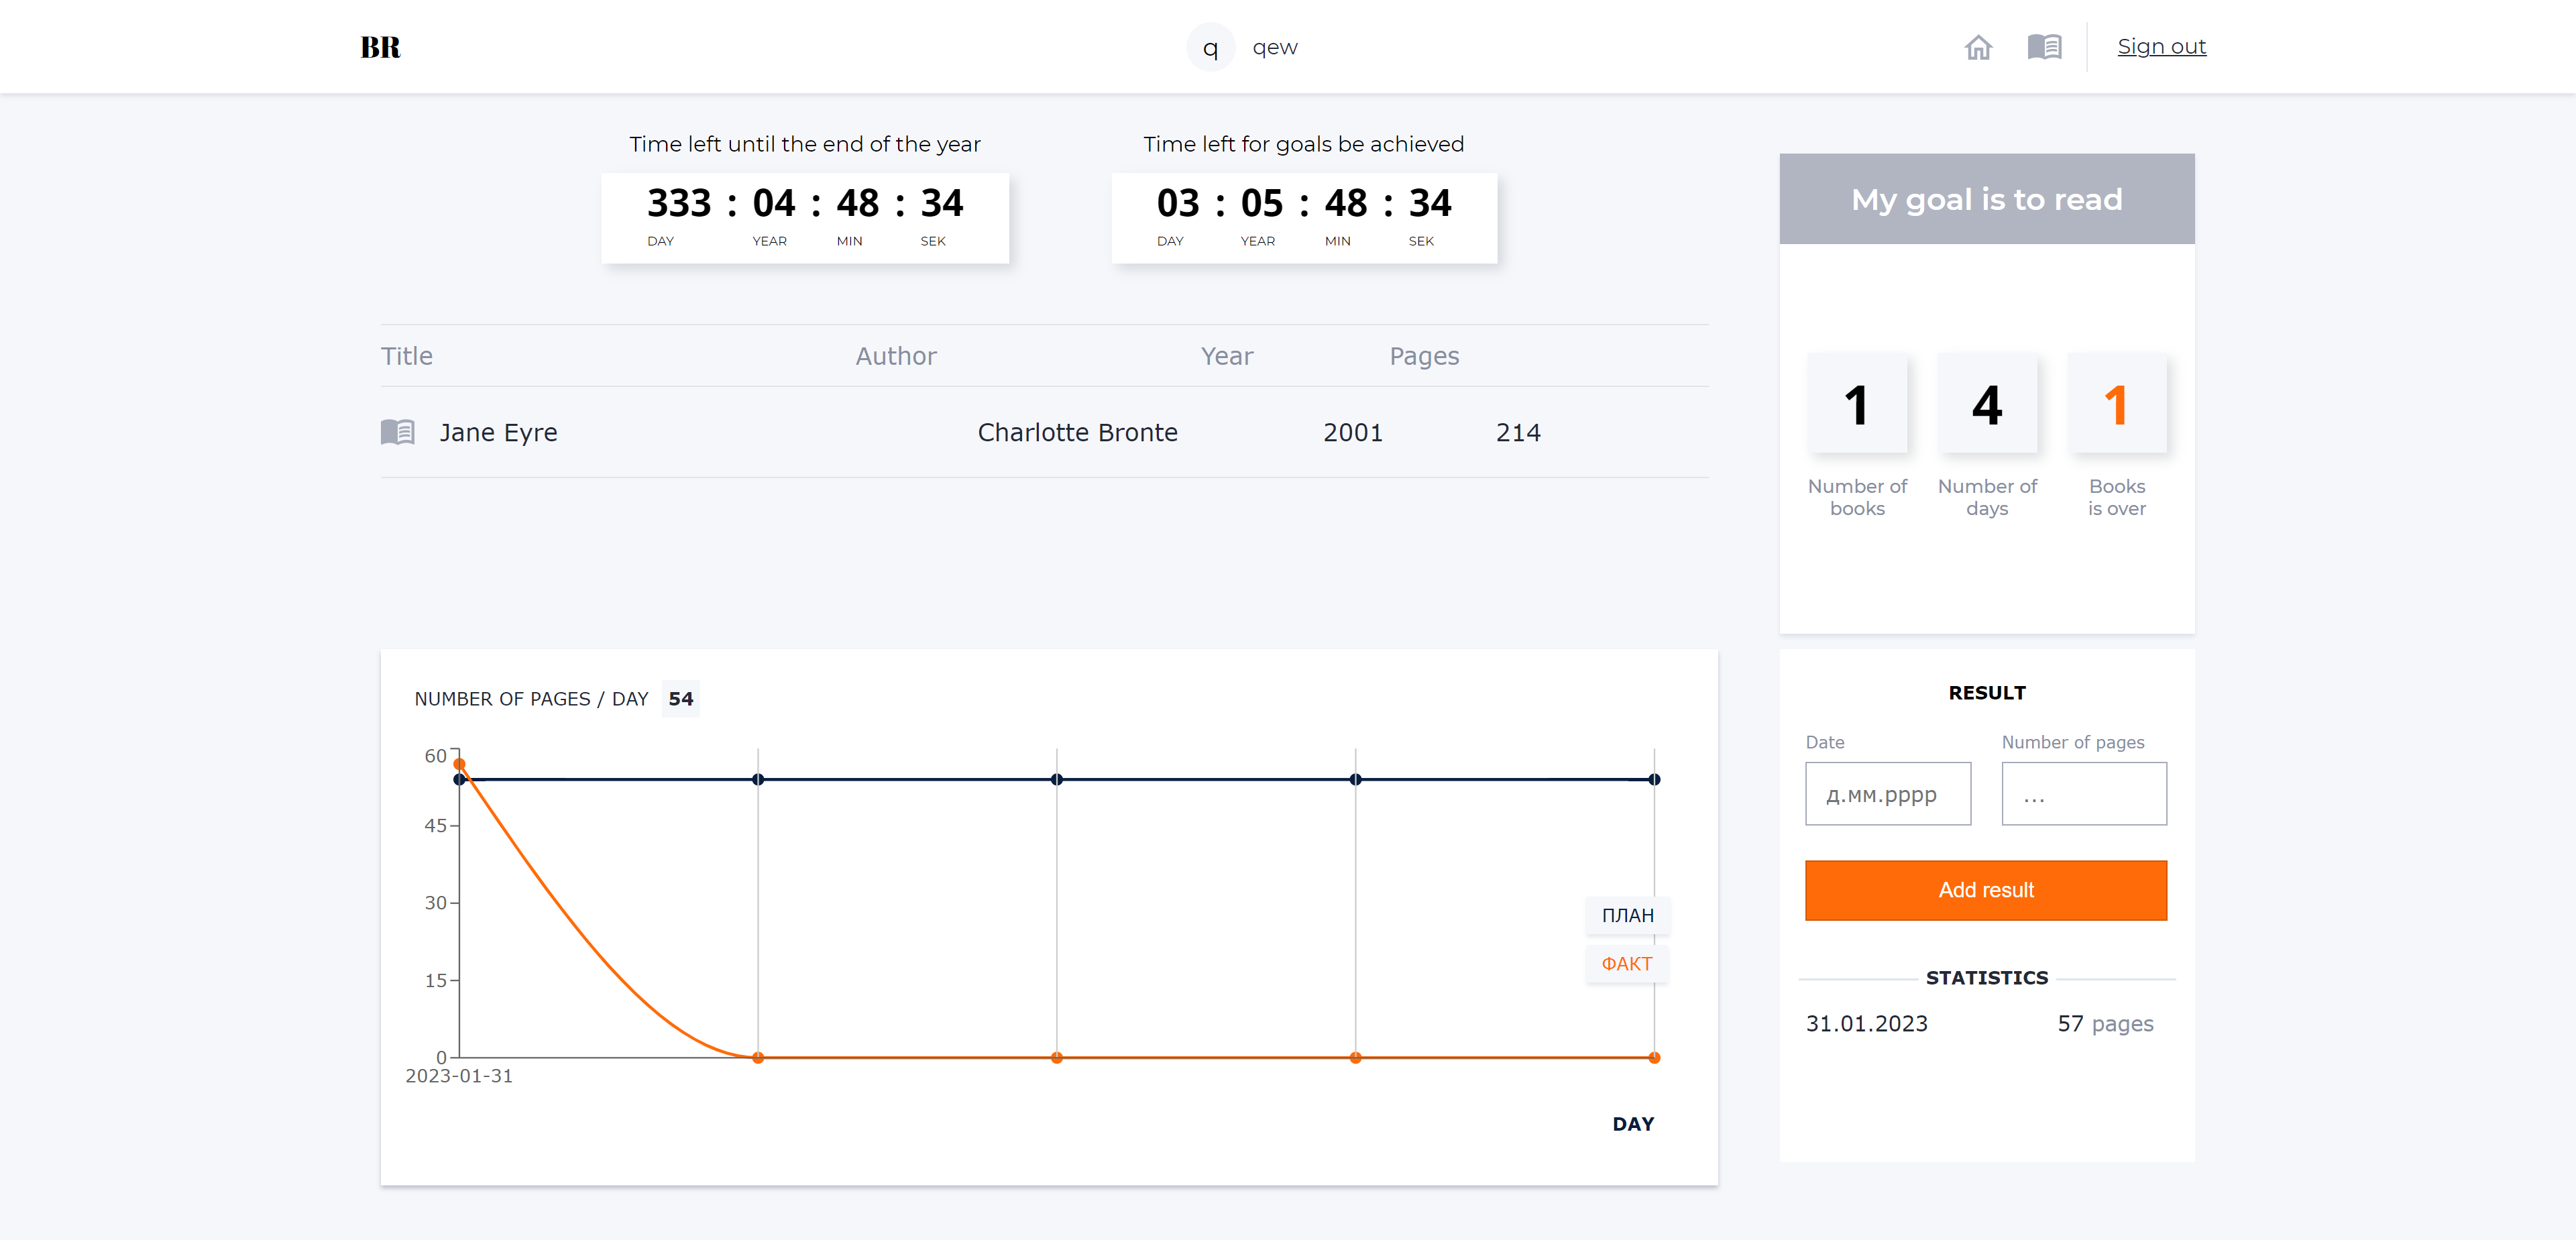 BR
q qew
Sign out
Time left until the end of the year
333 : 04 : 48 : 34
DAY YEAR MIN SEK
Time left for goals be achieved
03 : 05 : 48 : 34
DAY YEAR MIN SEK
Title Author Year Pages
Jane Eyre Charlotte Bronte 2001 214
My goal is to read
1 4 1
Number of books
Number of days
Books is over
NUMBER OF PAGES / DAY 54
60
45
30
15
0
2023-01-31
ПЛАН
ФАКТ
DAY
RESULT
Date Number of pages
д.мм.рррр ...
Add result
STATISTICS
31.01.2023 57 pages